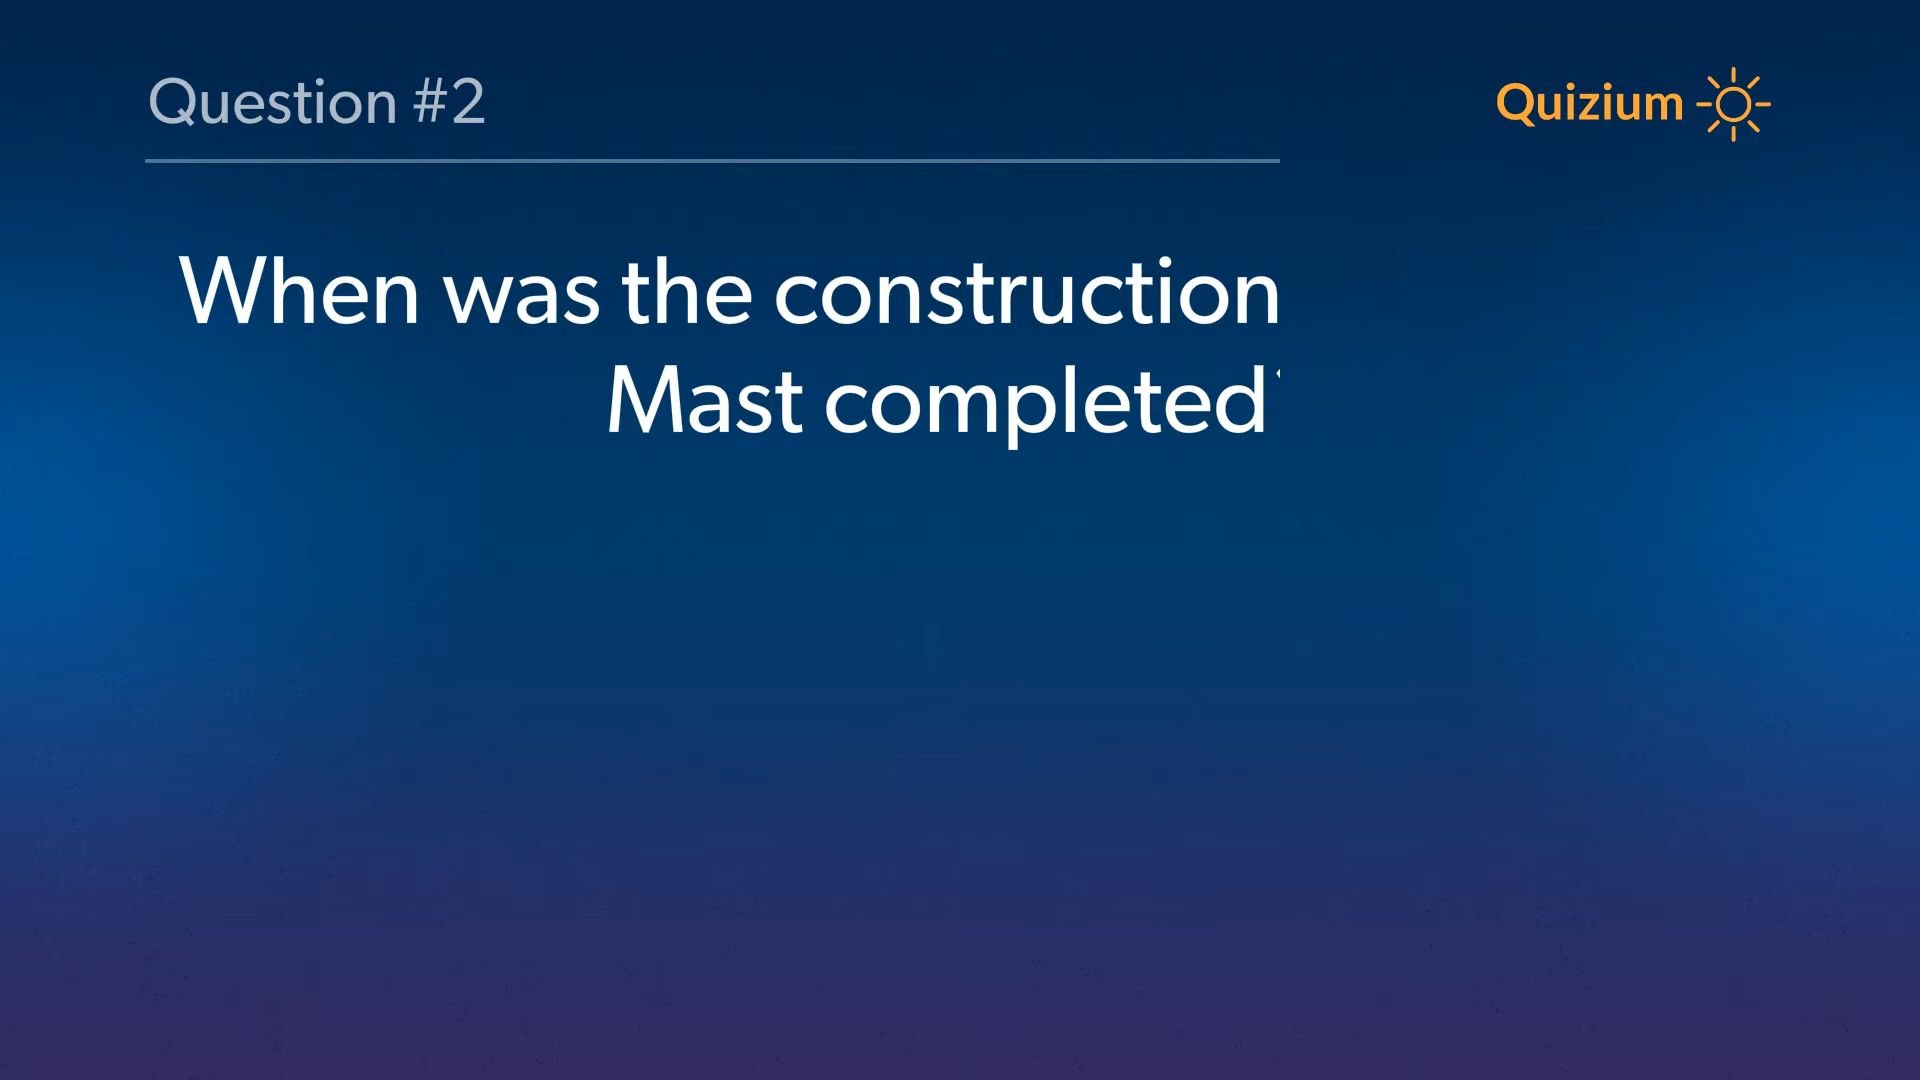 Question #2
Quizium
When was the construction
Mast completed